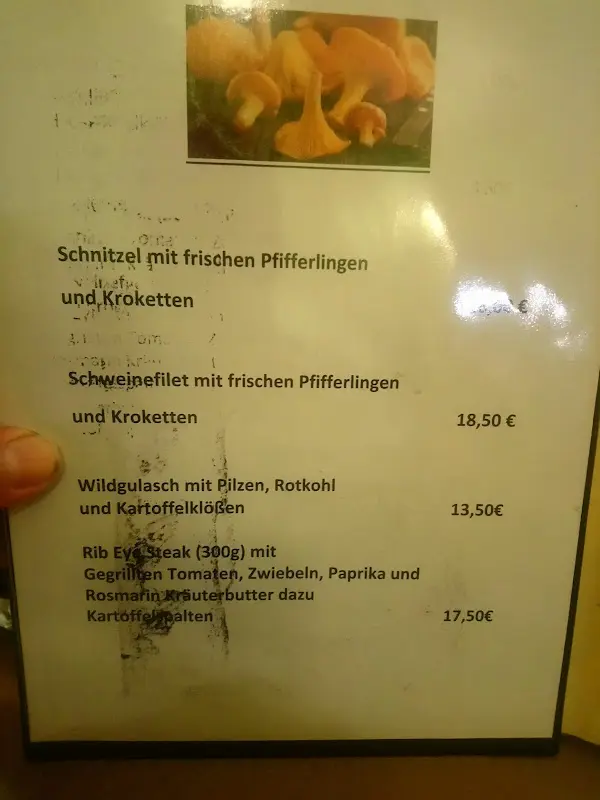 Schnitzel mit frischen Pfifferlingen
und Kroketten €
Schweinefilet mit frischen Pfifferlingen
und Kroketten 18,50 €
Wildgulasch mit Pilzen, Rotkohl
und Kartoffelklößen 13,50€
Rib Eye Steak (300g) mit
Gegrillten Tomaten, Zwiebeln, Paprika und
Rosmarin Kräuterbutter dazu
Kartoffelspalten 17,50€